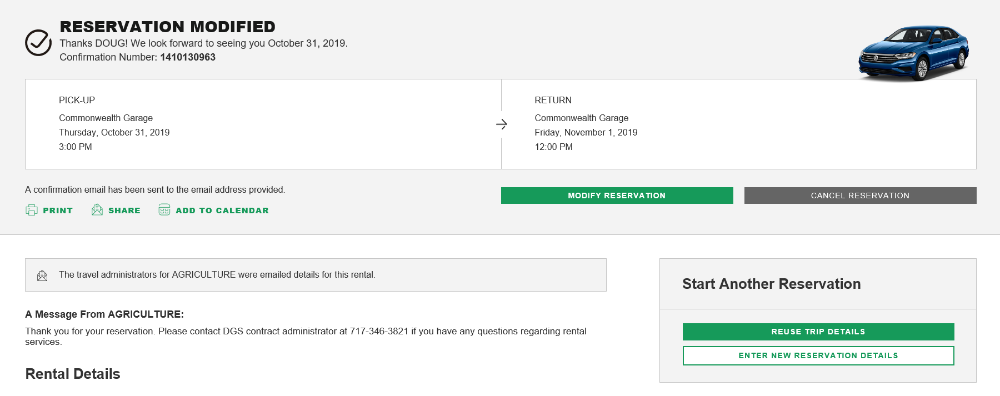 RESERVATION MODIFIED
Thanks DOUG! We look forward to seeing you October 31, 2019.
Confirmation Number: 1410130963
PICK-UP
Commonwealth Garage
Thursday, October 31, 2019
3:00 PM
RETURN
Commonwealth Garage
Friday, November 1, 2019
12:00 PM
A confirmation email has been sent to the email address provided.
PRINT
SHARE
ADD TO CALENDAR
MODIFY RESERVATION
CANCEL RESERVATION
The travel administrators for AGRICULTURE were emailed details for this rental.
A Message From AGRICULTURE:
Thank you for your reservation. Please contact DGS contract administrator at 717-346-3821 if you have any questions regarding rental
services.
Rental Details
Start Another Reservation
REUSE TRIP DETAILS
ENTER NEW RESERVATION DETAILS